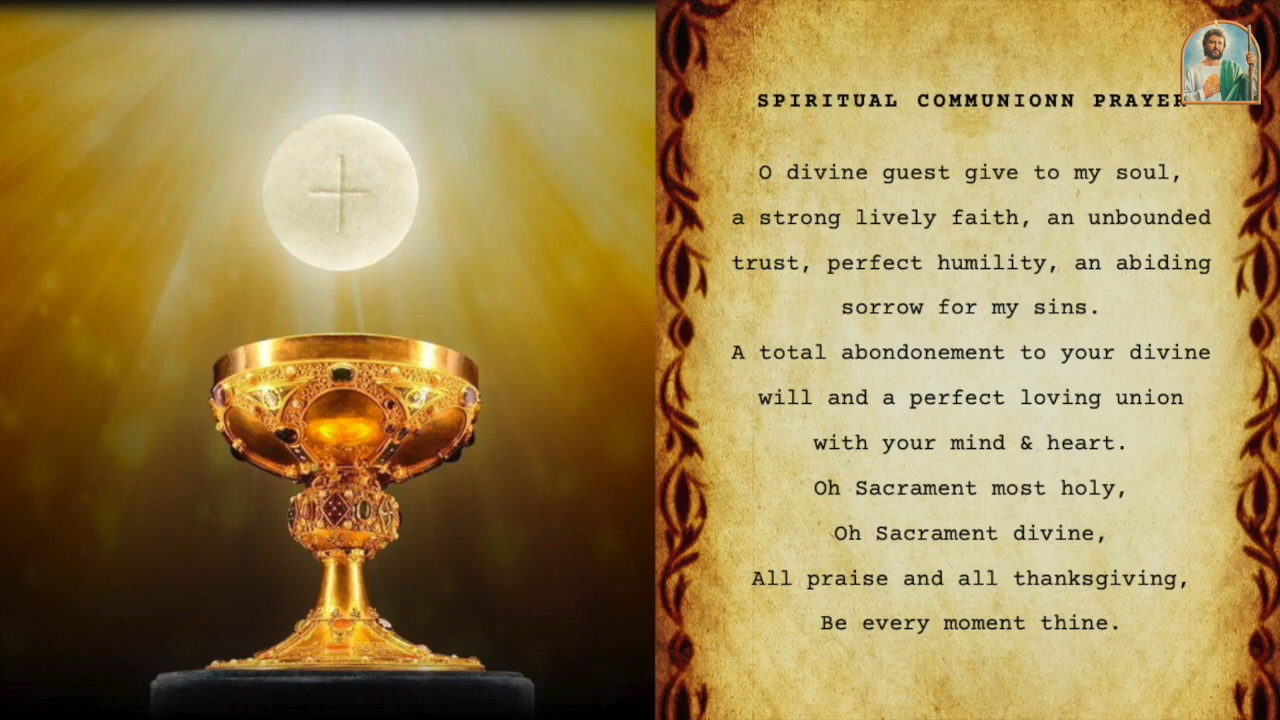 SPIRITUAL COMMUNIONN PRAYER
O divine guest give to my soul,
a strong lively faith, an unbounded
trust, perfect humility, an abiding
sorrow for my sins.
A total abondonement to your divine
will and a perfect loving union
with your mind & heart.
Oh Sacrament most holy,
Oh Sacrament divine,
All praise and all thanksgiving,
Be every moment thine.